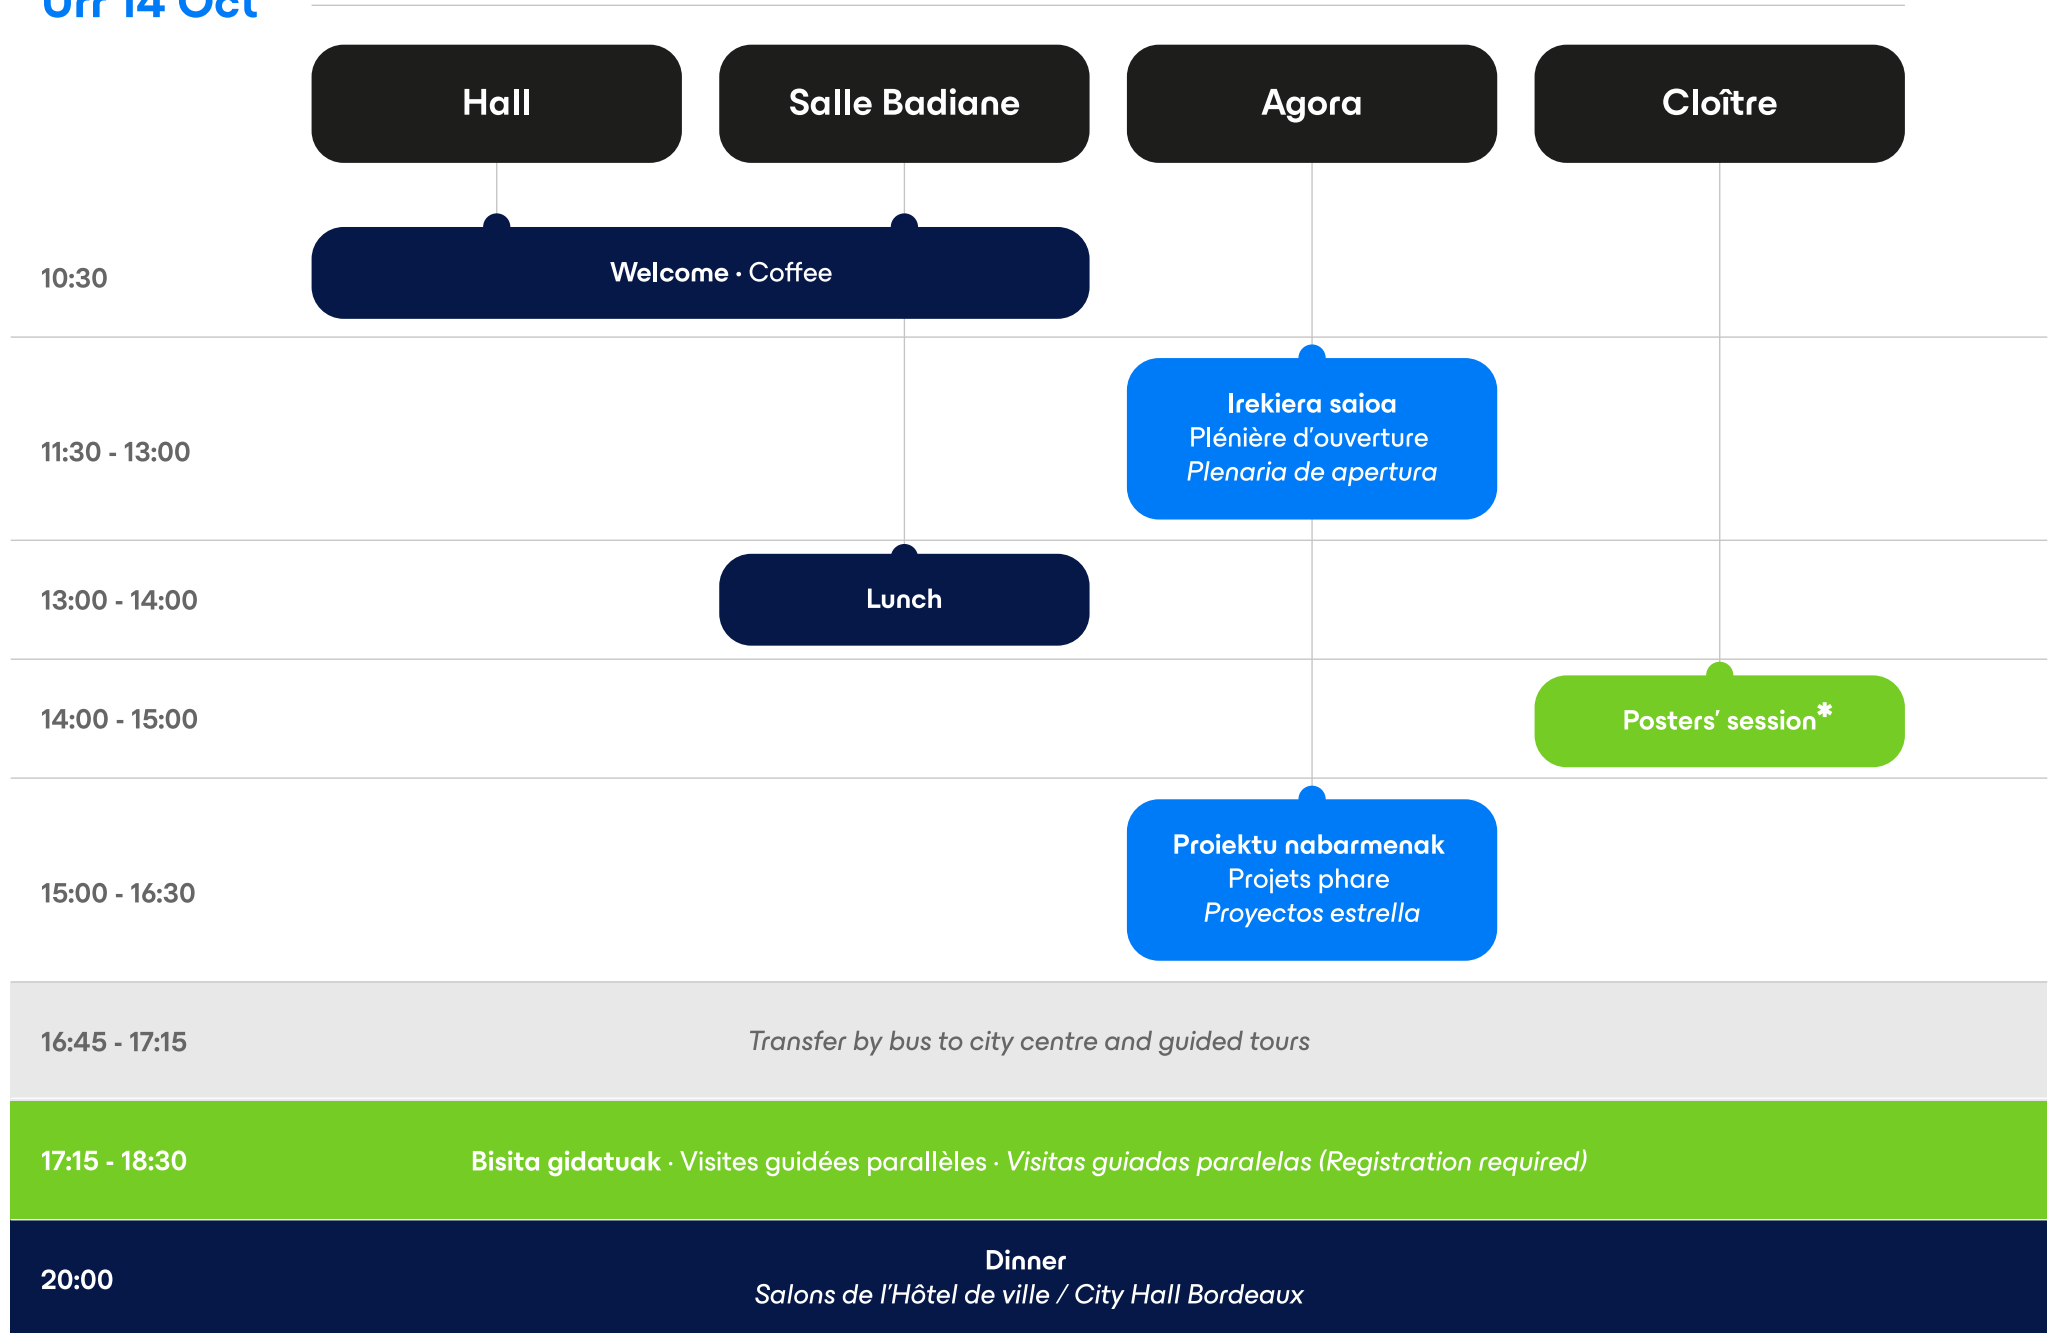 Urr 14 Oct
Hall
Salle Badiane
Agora
Cloître
10:30
Welcome · Coffee
11:30 - 13:00
Irekiera saioa
Plénière d'ouverture
Plenaria de apertura
13:00 - 14:00
Lunch
14:00 - 15:00
Posters' session*
15:00 - 16:30
Proiektu nabarmenak
Projets phare
Proyectos estrella
16:45 - 17:15
Transfer by bus to city centre and guided tours
17:15 - 18:30
Bisita gidatuak · Visites guidées parallèles · Visitas guiadas paralelas (Registration required)
20:00
Dinner
Salons de l'Hôtel de ville / City Hall Bordeaux